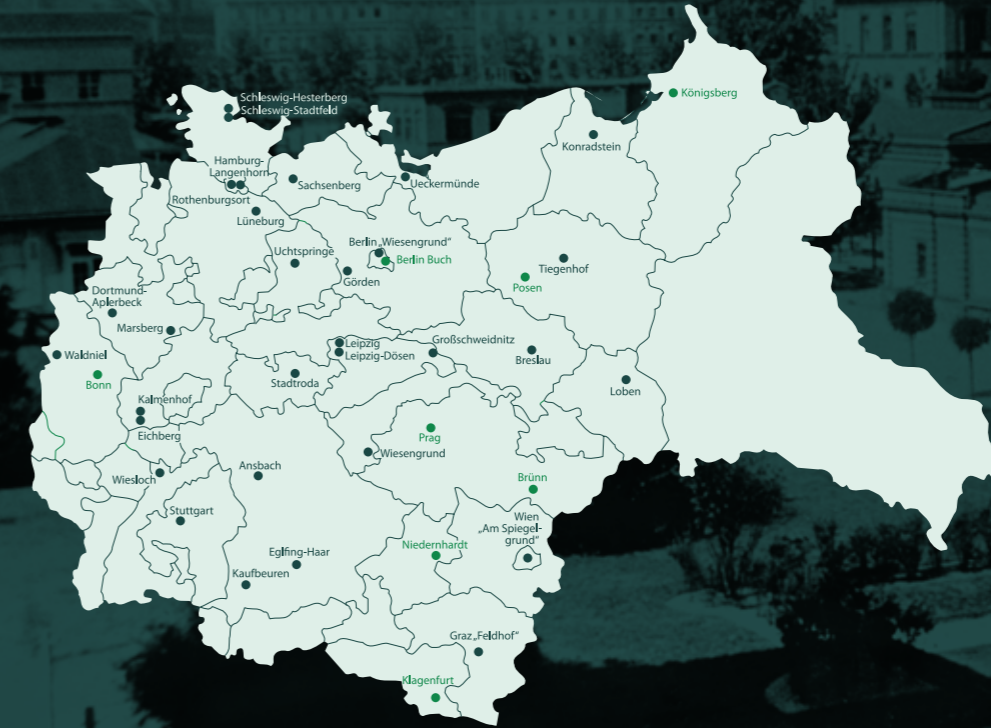 Schleswig-Hesterberg
Schleswig-Stadtfeld
Königsberg
Konradstein
Hamburg-
Langenhorn
Rothenburgsort
Sachsenberg
Ueckermünde
Lüneburg
Uchtspringe
Berlin „Wiesengrund“
Berlin Buch
Görden
Tiegenhof
Posen
Dortmund-
Aplerbeck
Marsberg
Waldniel
Bonn
Leipzig
Leipzig-Dösen
Großschweidnitz
Breslau
Stadtroda
Loben
Kalmenhof
Eichberg
Prag
Wiesengrund
Wiesloch
Ansbach
Brünn
Stuttgart
Wien
„Am Spiegel-
grund“
Niedernhardt
Eglfing-Haar
Kaufbeuren
Graz „Feldhof“
Klagenfurt